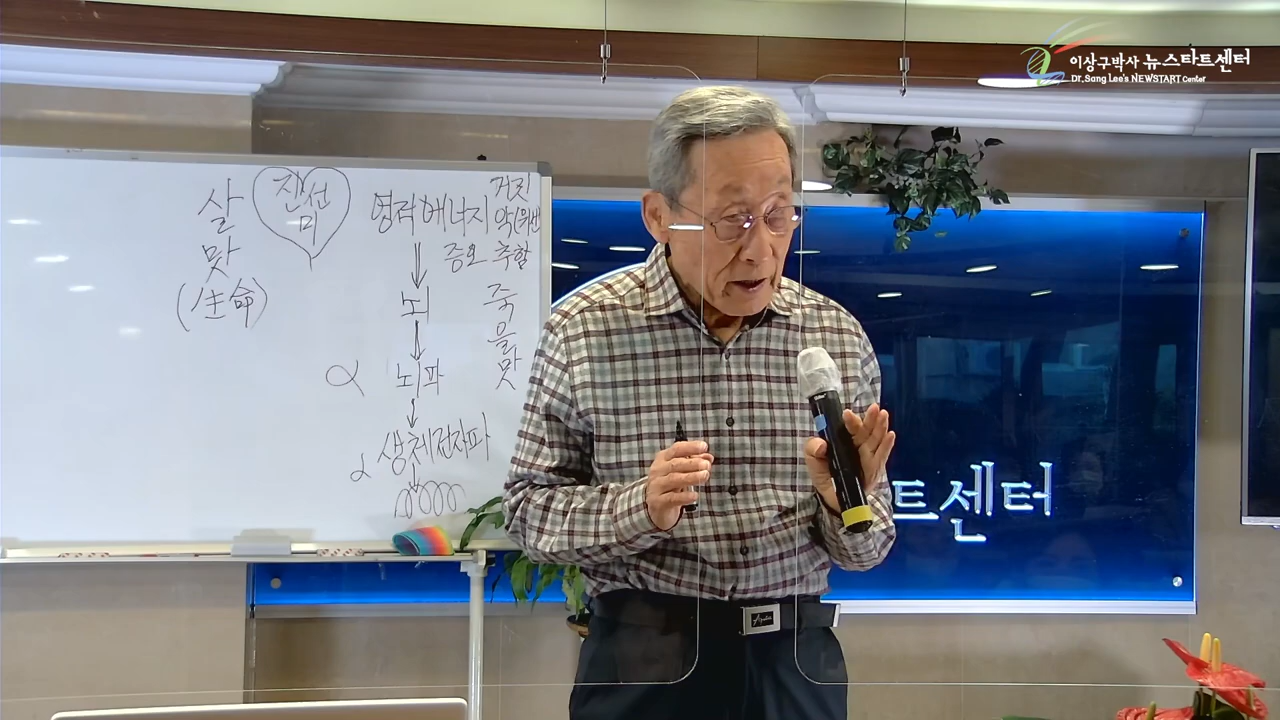 이상구박사 뉴스타트센터
Dr. Sang Lee's NEWSTART Center
살맛
(生命)
진선
미
영적에너지
증오
뇌
α 뇌파
α 생체전자파
거짓
악(위선
추함
죽을맛
트센터